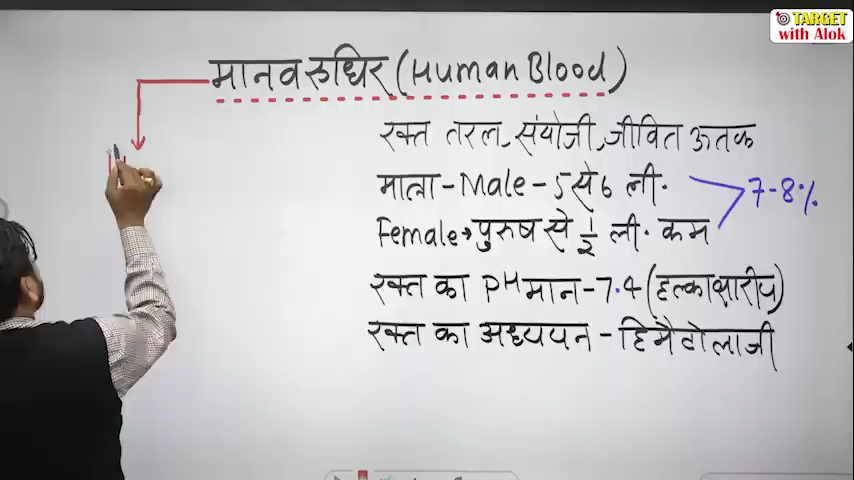 TARGET
with Alok
मानव रुधिर (Human Blood)
रक्त तरल, संयोजी, जीवित ऊतक
मात्रा - Male - 5 से 6 ली.
7-8%
Female → पुरुष से 1/2 ली. कम
रक्त का PH मान - 7.4 (हल्का क्षारीय)
रक्त का अध्ययन - हिमैटोलाजी